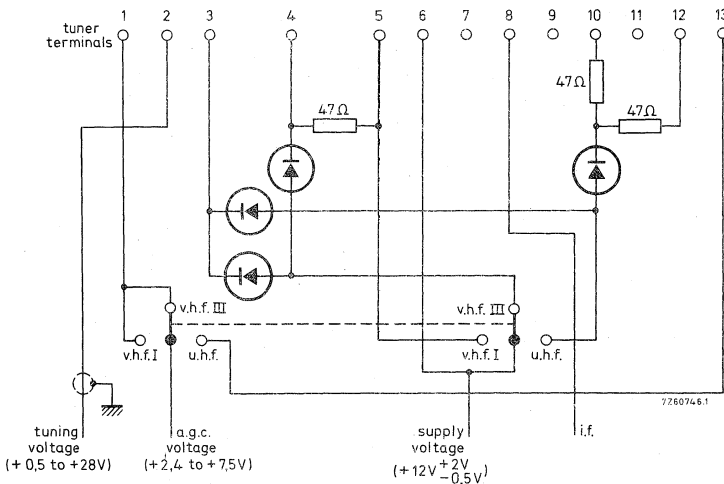 tuner
terminals
1 2 3 4 5 6 7 8 9 10 11 12 13
47Ω
47Ω
47Ω
v.h.f. III
v.h.f. III
v.h.f. I
u.h.f.
v.h.f. I
u.h.f.
7Z60746.1
tuning
voltage
(+0,5 to +28V)
a.g.c.
voltage
(+2,4 to +7,5V)
supply
voltage
(+12V +2V -0.5V)
i.f.